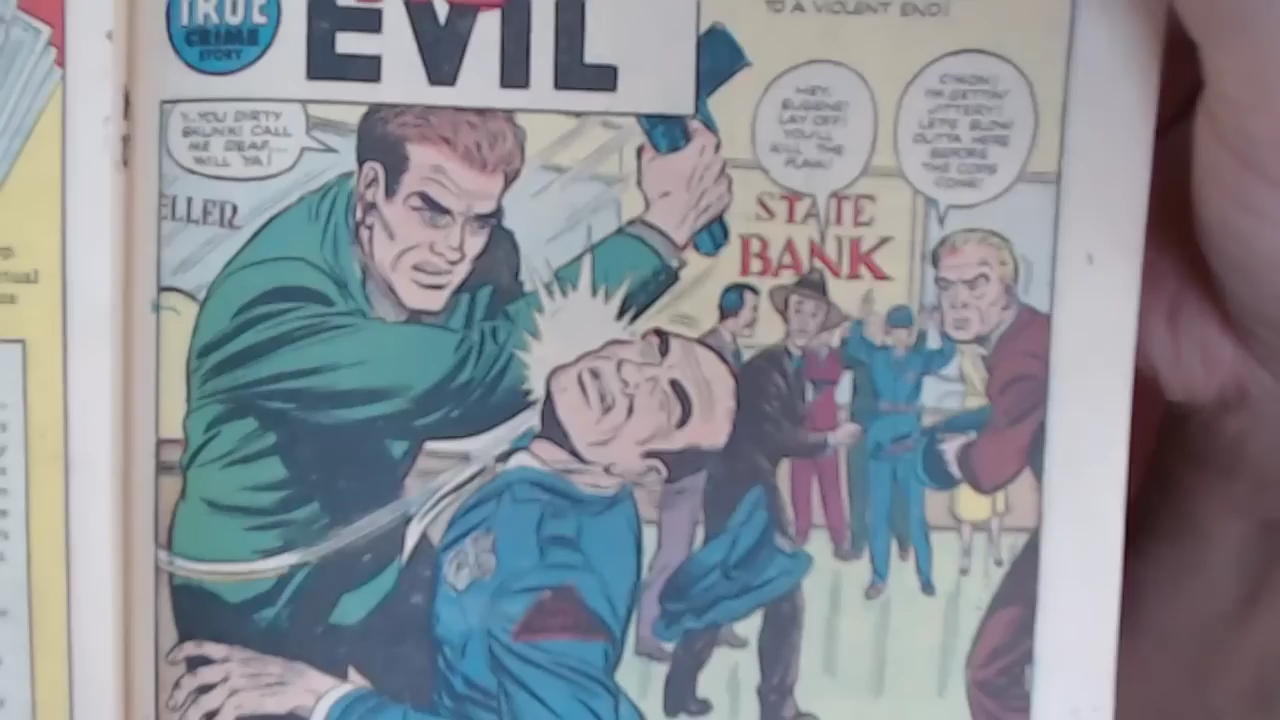 TRUE
CRIME
STORY
EVIL
TO A VIOLENT END!
Y..YOU DIRTY
SKUNK! CALL
ME DEAF...
WILL YA!
HEY,
EUGENE!
LAY OFF!
YOU'LL
KILL THE
PLAN!
C'MON!
I'M GETTIN'
JITTERY!
LET'S BLOW
OUTTA HERE
BEFORE
THE COPS
COME!
ELLER
STATE
BANK